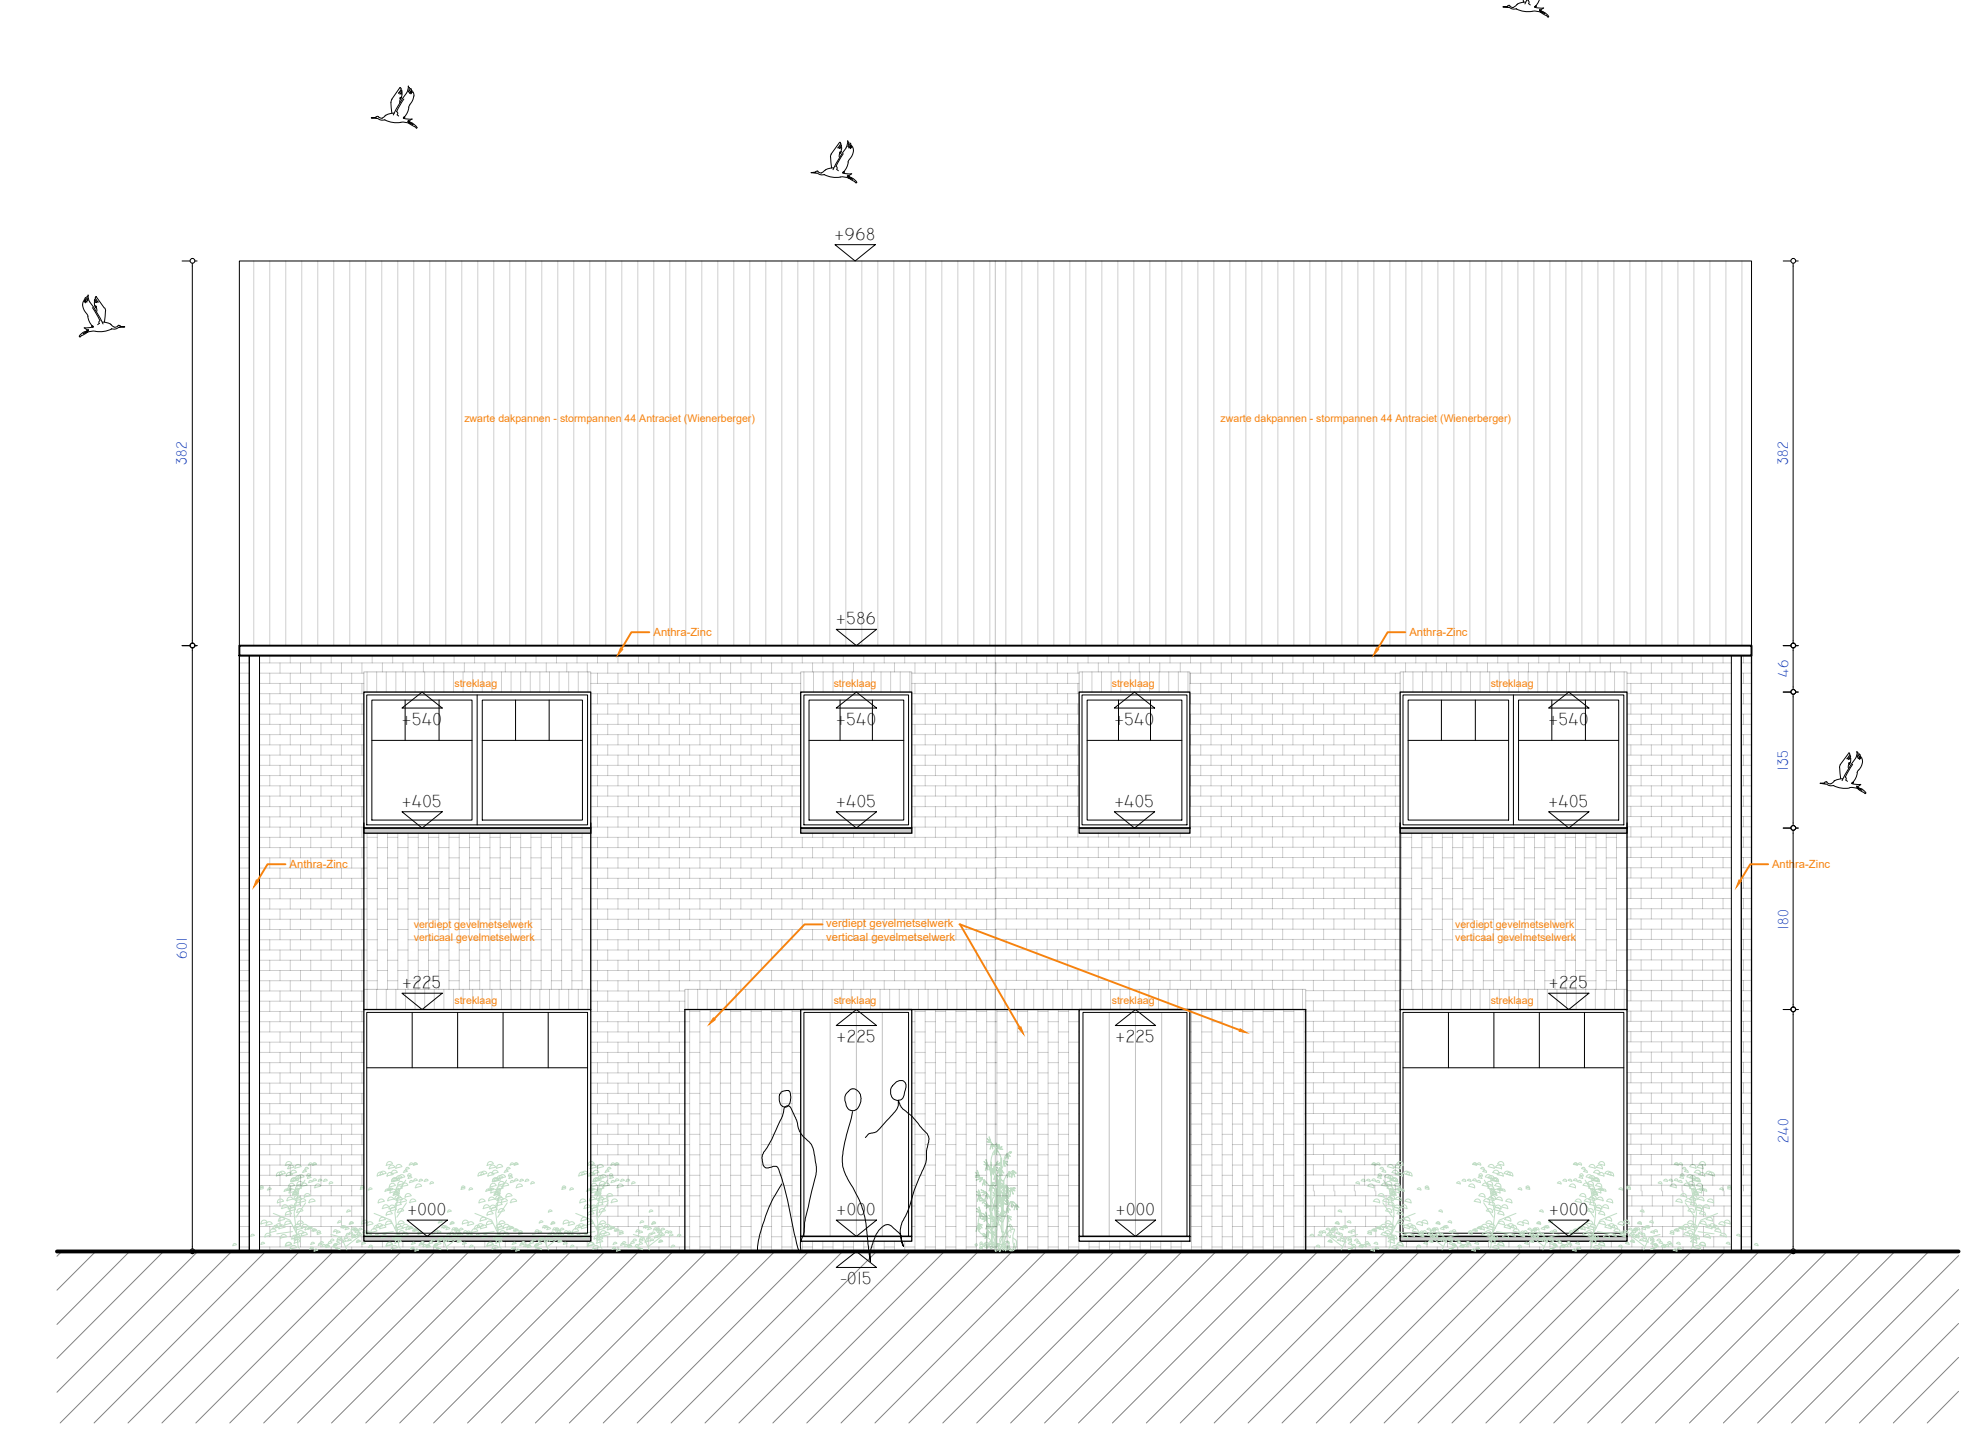 +968
zwarte dakpannen - stormpannen 44 Antraciet (Wienerberger)
zwarte dakpannen - stormpannen 44 Antraciet (Wienerberger)
382
382
+586
Anthra-Zinc
Anthra-Zinc
46
streklaag
streklaag
streklaag
streklaag
+540
+540
+540
+540
135
+405
+405
+405
+405
Anthra-Zinc
Anthra-Zinc
601
180
verdiept gevelmetselwerk
verticaal gevelmetselwerk
verdiept gevelmetselwerk
verticaal gevelmetselwerk
verdiept gevelmetselwerk
verticaal gevelmetselwerk
+225
+225
streklaag
streklaag
streklaag
streklaag
+225
+225
240
+000
+000
+000
+000
-015